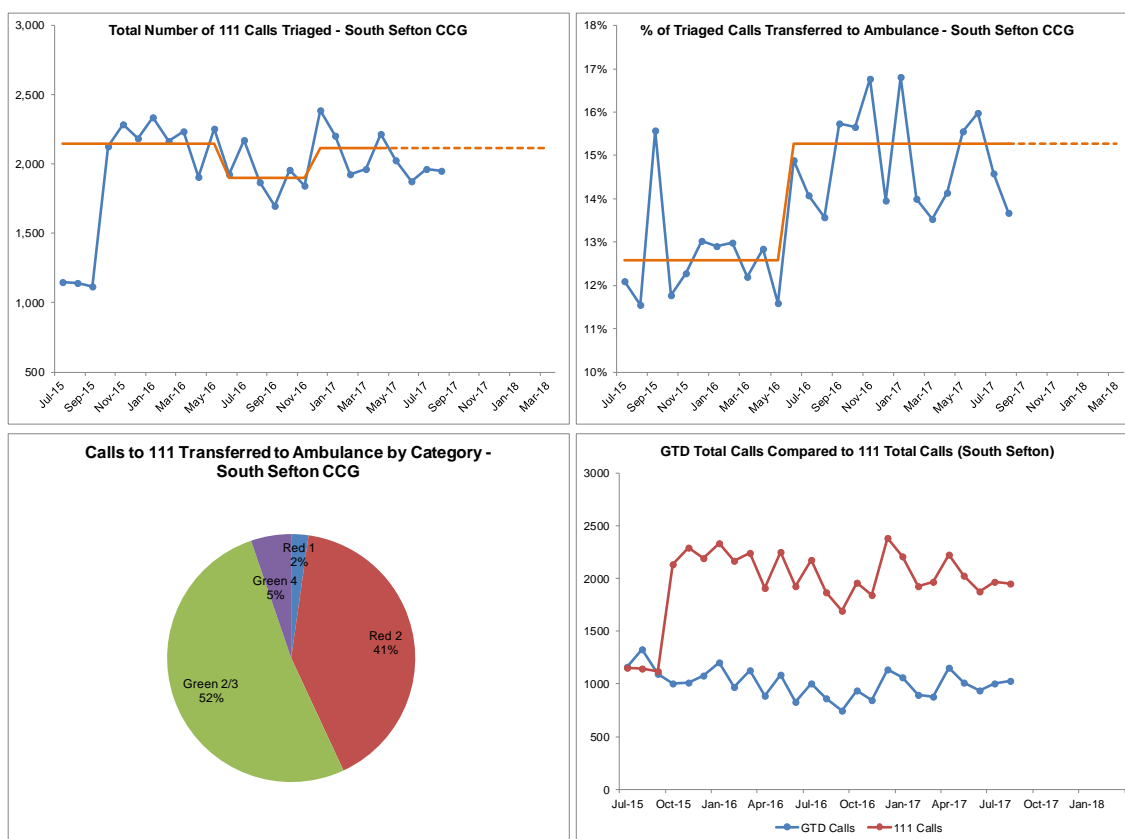 Total Number of 111 Calls Triaged - South Sefton CCG
3,000
2,500
2,000
1,500
1,000
500
Jul-15 Sep-15 Nov-15 Jan-16 Mar-16 May-16 Jul-16 Sep-16 Nov-16 Jan-17 Mar-17 May-17 Jul-17 Sep-17 Nov-17 Jan-18 Mar-18
% of Triaged Calls Transferred to Ambulance - South Sefton CCG
18%
17%
16%
15%
14%
13%
12%
11%
10%
Jul-15 Sep-15 Nov-15 Jan-16 Mar-16 May-16 Jul-16 Sep-16 Nov-16 Jan-17 Mar-17 May-17 Jul-17 Sep-17 Nov-17 Jan-18 Mar-18
Calls to 111 Transferred to Ambulance by Category -
South Sefton CCG
Red 1
2%
Green 4
5%
Red 2
41%
Green 2/3
52%
GTD Total Calls Compared to 111 Total Calls (South Sefton)
3000
2500
2000
1500
1000
500
0
Jul-15 Oct-15 Jan-16 Apr-16 Jul-16 Oct-16 Jan-17 Apr-17 Jul-17 Oct-17 Jan-18
GTD Calls 111 Calls